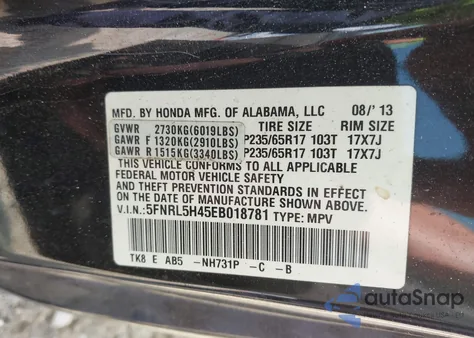 MFD. BY HONDA MFG. OF ALABAMA, LLC 08/'13
GVWR 2730KG(6019LBS) TIRE SIZE RIM SIZE
GAWR F 1320KG(2910LBS) P235/65R17 103T 17X7J
GAWR R 1515KG(3340LBS) P235/65R17 103T 17X7J
THIS VEHICLE CONFORMS TO ALL APPLICABLE
FEDERAL MOTOR VEHICLE SAFETY
AND THEFT PREVENTION STANDARDS IN EFFECT
ON THE DATE OF MANUFACTURE SHOWN ABOVE.
V.I.N.: 5FNRL5H45EB018781 TYPE: MPV
TK8 E AB5 -NH731P -C -B
autoSnap